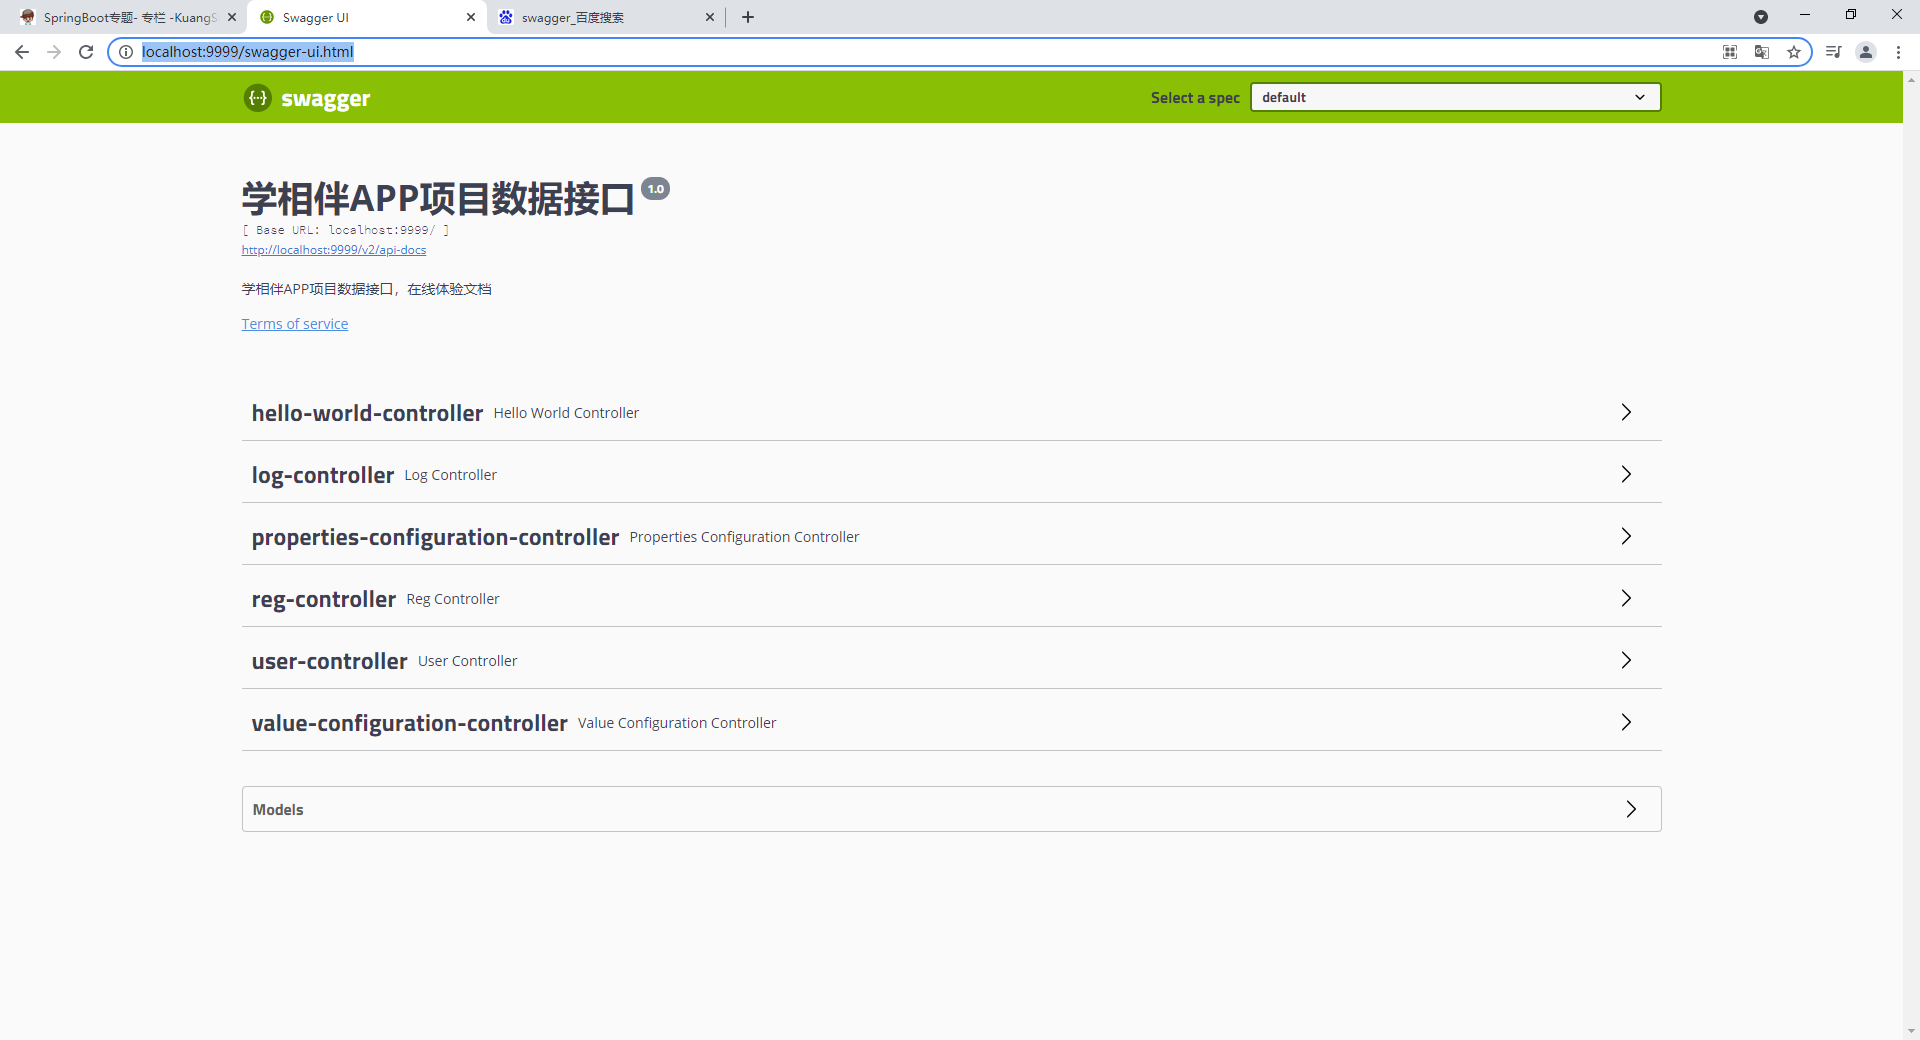 SpringBoot专题- 专栏 -KuangS
Swagger UI
swagger_百度搜索
localhost:9999/swagger-ui.html
swagger
Select a spec
default
学相伴APP项目数据接口 1.0
[ Base URL: localhost:9999/ ]
http://localhost:9999/v2/api-docs
学相伴APP项目数据接口，在线体验文档
Terms of service
hello-world-controller Hello World Controller
log-controller Log Controller
properties-configuration-controller Properties Configuration Controller
reg-controller Reg Controller
user-controller User Controller
value-configuration-controller Value Configuration Controller
Models